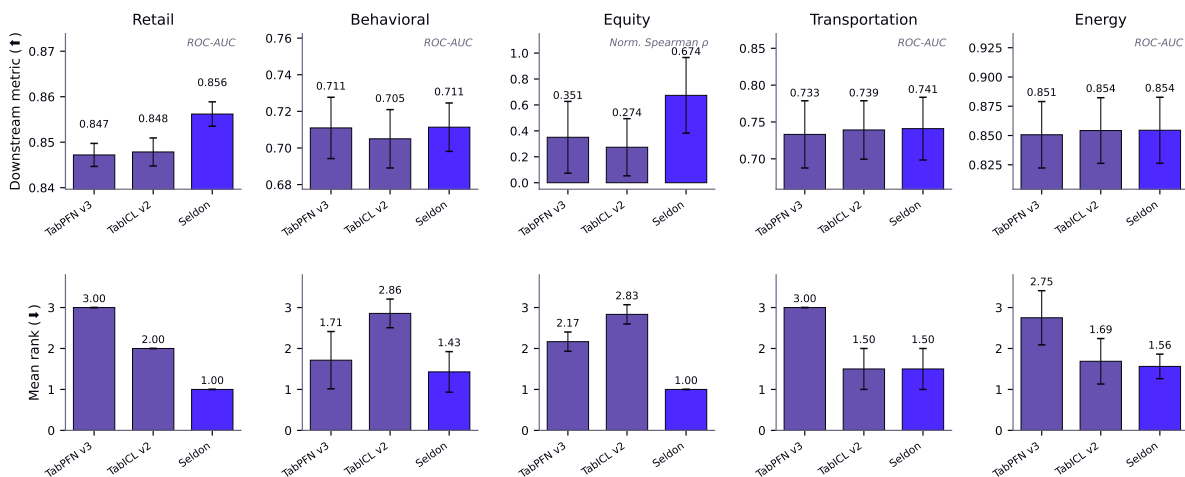 Retail
Downstream metric (⬆)
0.87
0.86
0.85
0.84
ROC-AUC
0.847
0.848
0.856
TabPFN v3
TabICL v2
Seldon
Behavioral
0.76
0.74
0.72
0.70
0.68
ROC-AUC
0.711
0.705
0.711
TabPFN v3
TabICL v2
Seldon
Equity
1.0
0.8
0.6
0.4
0.2
0.0
Norm. Spearman ρ
0.351
0.274
0.674
TabPFN v3
TabICL v2
Seldon
Transportation
0.85
0.80
0.75
0.70
ROC-AUC
0.733
0.739
0.741
TabPFN v3
TabICL v2
Seldon
Energy
0.925
0.900
0.875
0.850
0.825
ROC-AUC
0.851
0.854
0.854
TabPFN v3
TabICL v2
Seldon
Mean rank (⬇)
3
2
1
0
3.00
2.00
1.00
TabPFN v3
TabICL v2
Seldon
3
2
1
0
1.71
2.86
1.43
TabPFN v3
TabICL v2
Seldon
3
2
1
0
2.17
2.83
1.00
TabPFN v3
TabICL v2
Seldon
3
2
1
0
3.00
1.50
1.50
TabPFN v3
TabICL v2
Seldon
3
2
1
0
2.75
1.69
1.56
TabPFN v3
TabICL v2
Seldon